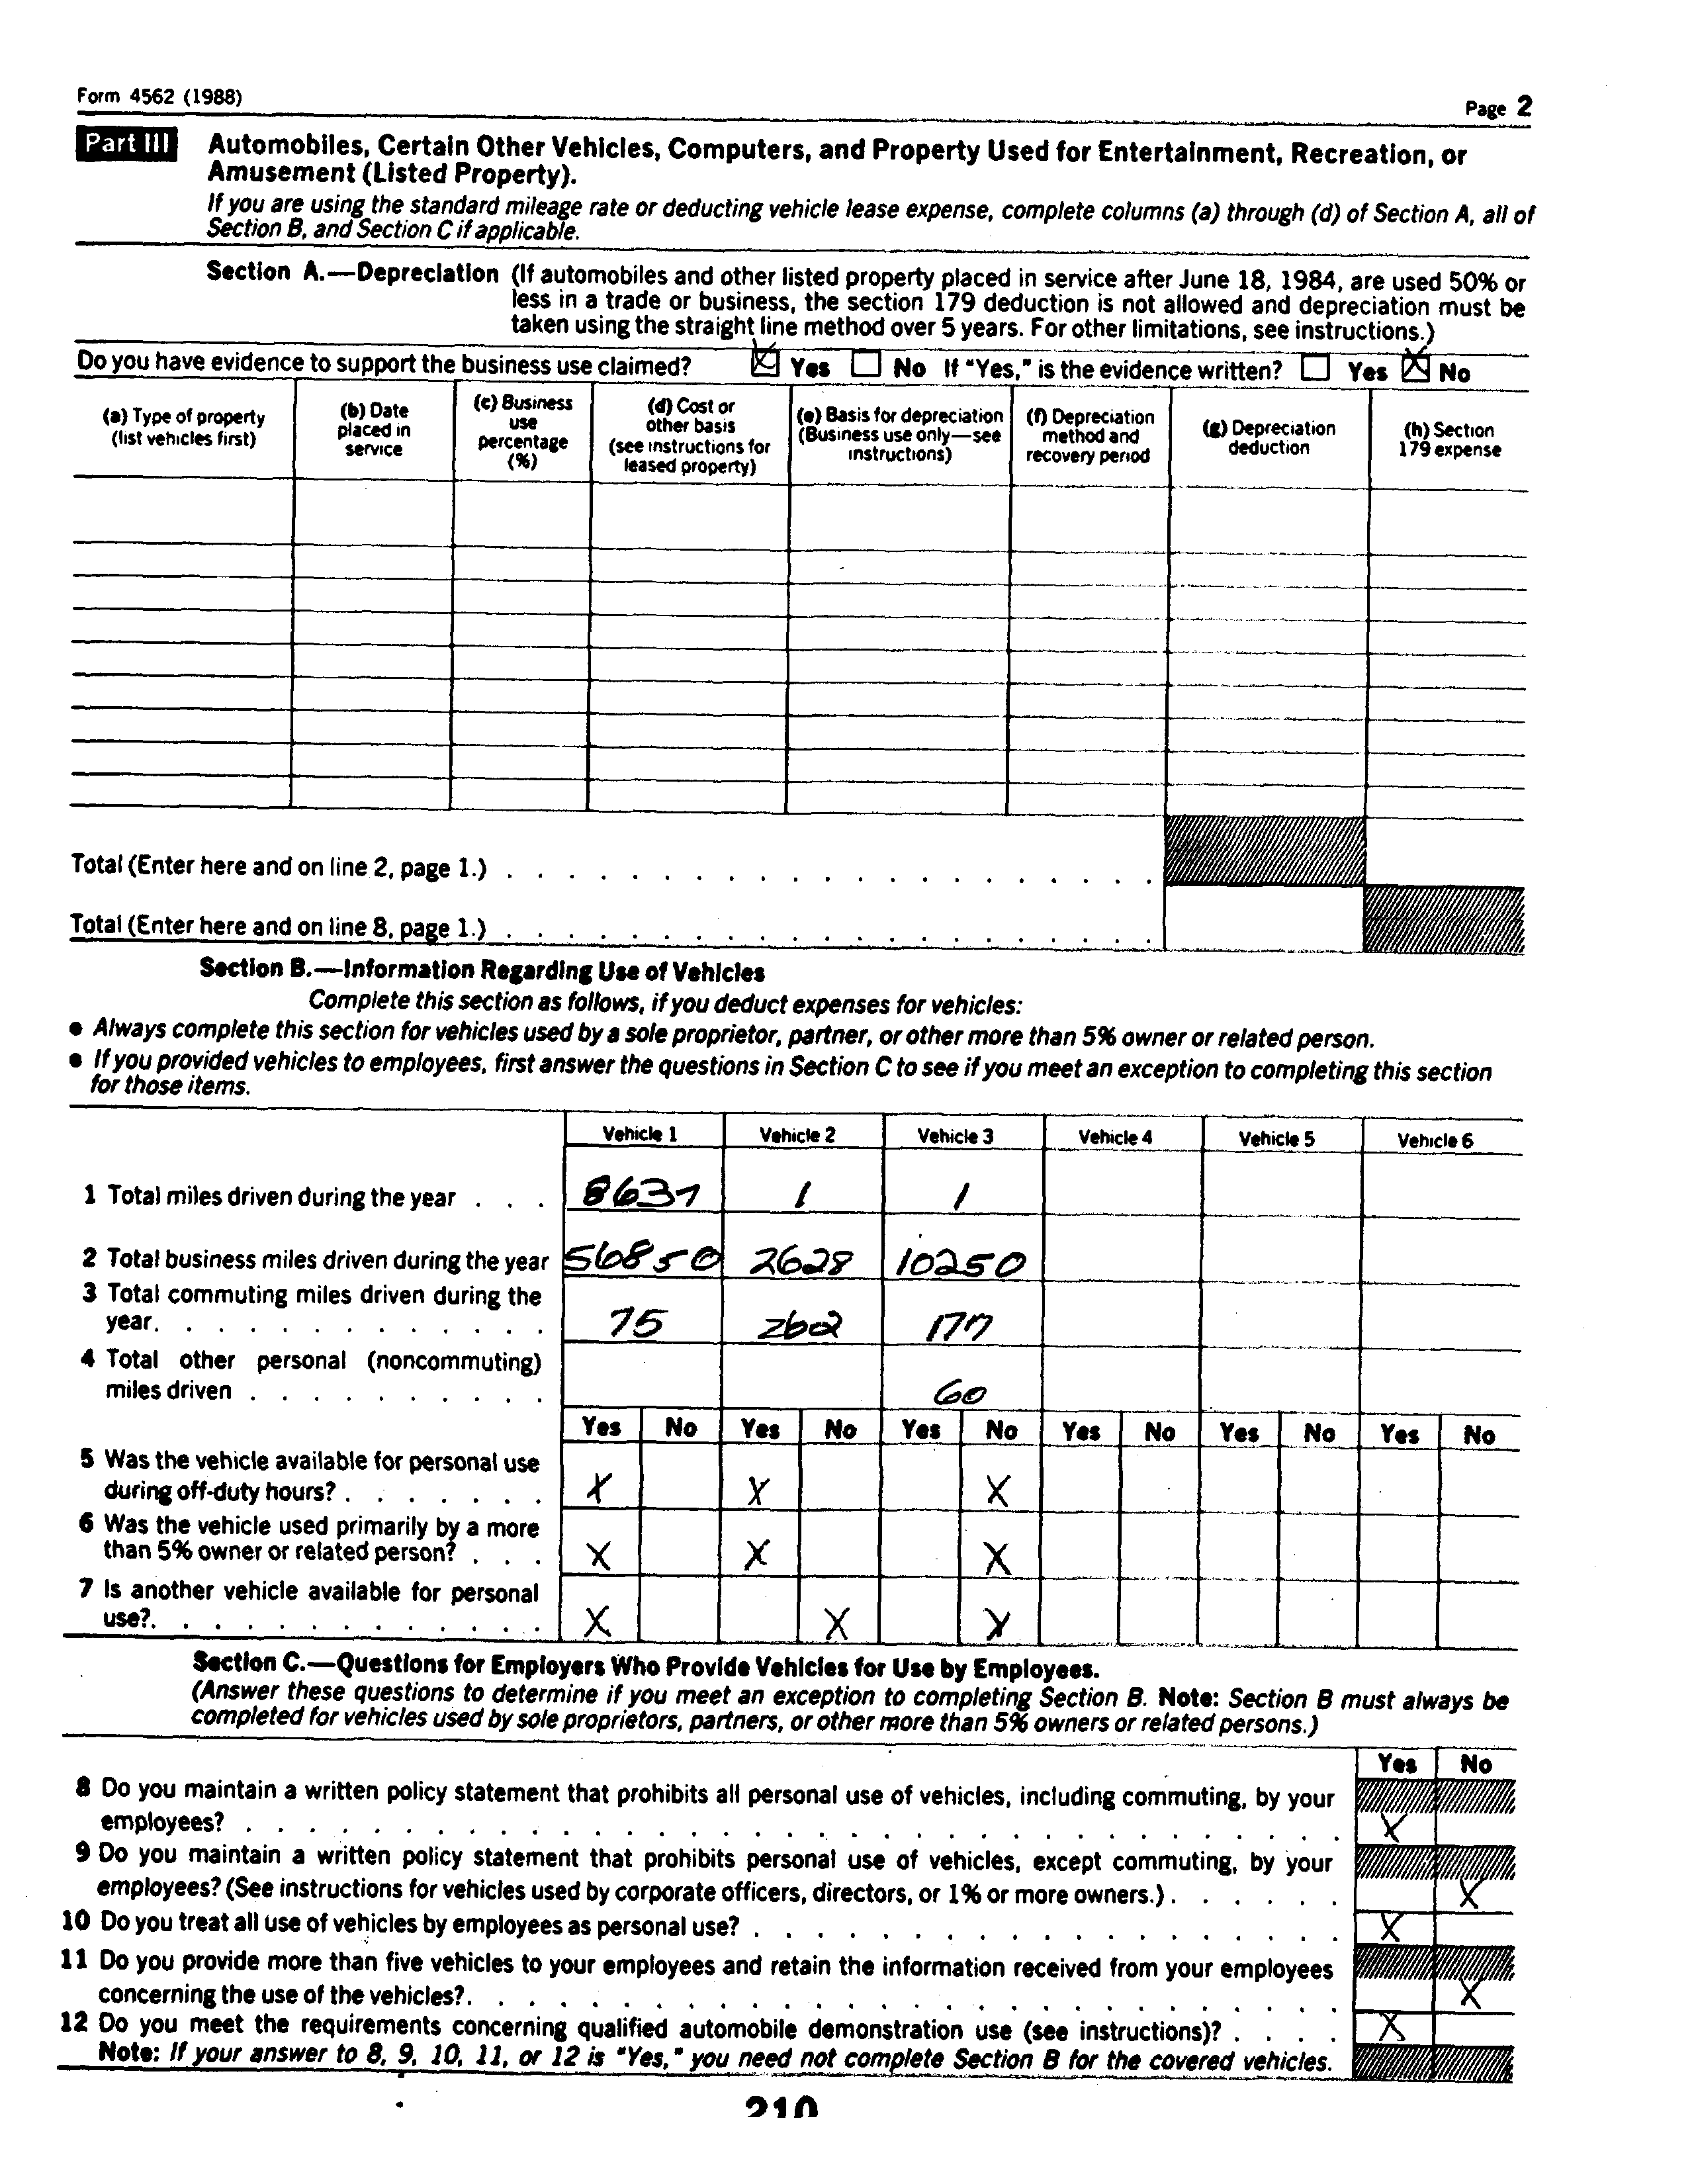 Form 4562 (1988)
Page 2
Part III Automobiles, Certain Other Vehicles, Computers, and Property Used for Entertainment, Recreation, or
Amusement (Listed Property).
If you are using the standard mileage rate or deducting vehicle lease expense, complete columns (a) through (d) of Section A, all of
Section B, and Section C if applicable.
Section A.—Depreciation (If automobiles and other listed property placed in service after June 18, 1984, are used 50% or
less in a trade or business, the section 179 deduction is not allowed and depreciation must be
taken using the straight line method over 5 years. For other limitations, see instructions.)
Do you have evidence to support the business use claimed? X Yes No If "Yes," is the evidence written? Yes X No
(a) Type of property
(list vehicles first)
(b) Date
placed in
service
(c) Business
use
percentage
(%)
(d) Cost or
other basis
(see instructions for
leased property)
(e) Basis for depreciation
(Business use only—see
instructions)
(f) Depreciation
method and
recovery period
(g) Depreciation
deduction
(h) Section
179 expense
Total (Enter here and on line 2, page 1.)
Total (Enter here and on line 8, page 1.)
Section B.—Information Regarding Use of Vehicles
Complete this section as follows, if you deduct expenses for vehicles:
● Always complete this section for vehicles used by a sole proprietor, partner, or other more than 5% owner or related person.
● If you provided vehicles to employees, first answer the questions in Section C to see if you meet an exception to completing this section
for those items.
Vehicle 1 Vehicle 2 Vehicle 3 Vehicle 4 Vehicle 5 Vehicle 6
1 Total miles driven during the year . . . 8637 1 1
2 Total business miles driven during the year 56850 2628 10250
3 Total commuting miles driven during the
year. 75 262 177
4 Total other personal (noncommuting)
miles driven 60
Yes No Yes No Yes No Yes No Yes No Yes No
5 Was the vehicle available for personal use
during off-duty hours? X X X
6 Was the vehicle used primarily by a more
than 5% owner or related person? . . . X X X
7 Is another vehicle available for personal
use?. X X X
Section C.—Questions for Employers Who Provide Vehicles for Use by Employees.
(Answer these questions to determine if you meet an exception to completing Section B. Note: Section B must always be
completed for vehicles used by sole proprietors, partners, or other more than 5% owners or related persons.)
Yes No
8 Do you maintain a written policy statement that prohibits all personal use of vehicles, including commuting, by your
employees? X
9 Do you maintain a written policy statement that prohibits personal use of vehicles, except commuting, by your
employees? (See instructions for vehicles used by corporate officers, directors, or 1% or more owners.) X
10 Do you treat all use of vehicles by employees as personal use? X
11 Do you provide more than five vehicles to your employees and retain the information received from your employees
concerning the use of the vehicles?. X
12 Do you meet the requirements concerning qualified automobile demonstration use (see instructions)? X
Note: If your answer to 8, 9, 10, 11, or 12 is "Yes," you need not complete Section B for the covered vehicles.
210